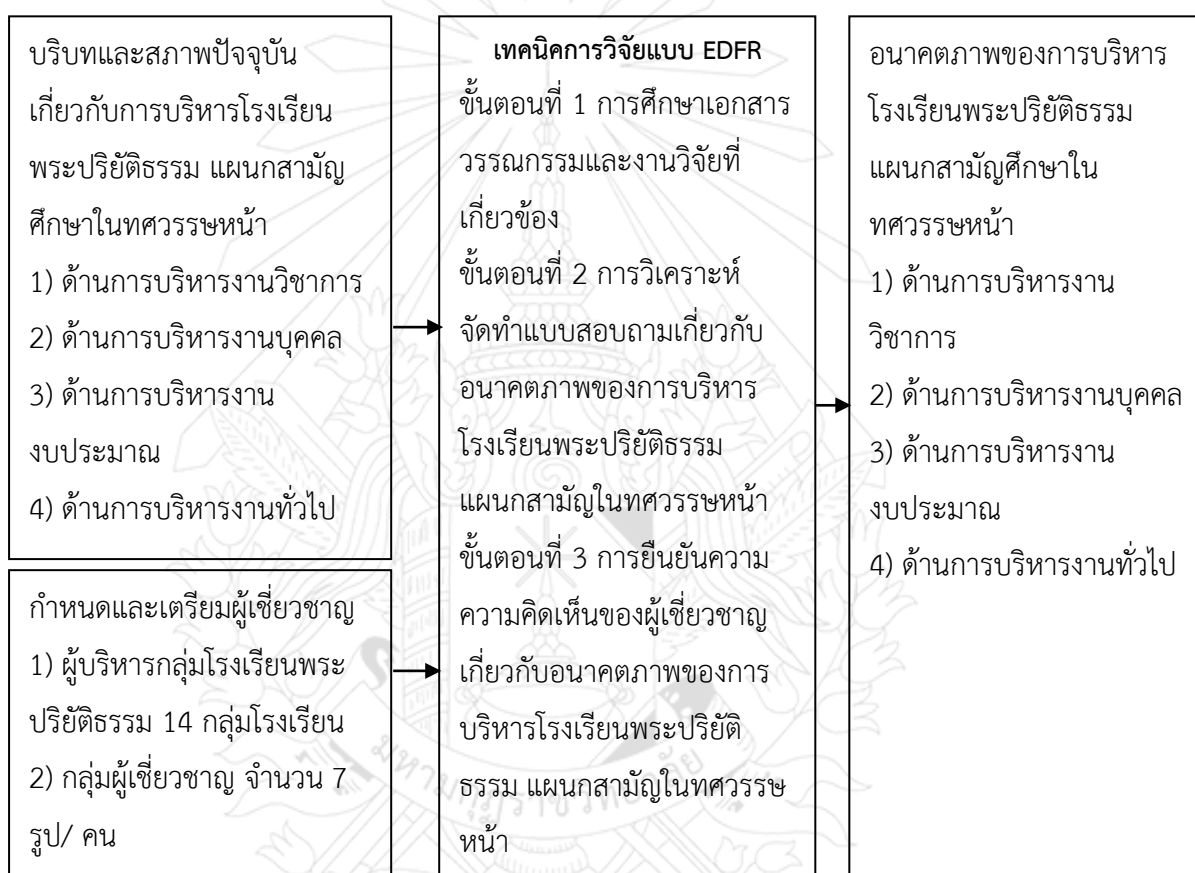 บริบทและสภาพปัจจุบัน
เกี่ยวกับการบริหารโรงเรียน
พระปริยัติธรรม แผนกสามัญ
ศึกษาในทศวรรษหน้า
1) ด้านการบริหารงานวิชาการ
2) ด้านการบริหารงานบุคคล
3) ด้านการบริหารงาน
งบประมาณ
4) ด้านการบริหารงานทั่วไป
กำหนดและเตรียมผู้เชี่ยวชาญ
1) ผู้บริหารกลุ่มโรงเรียนพระ
ปริยัติธรรม 14 กลุ่มโรงเรียน
2) กลุ่มผู้เชี่ยวชาญ จำนวน 7
รูป/ คน
เทคนิคการวิจัยแบบ EDFR
ขั้นตอนที่ 1 การศึกษาเอกสาร
วรรณกรรมและงานวิจัยที่
เกี่ยวข้อง
ขั้นตอนที่ 2 การวิเคราะห์
จัดทำแบบสอบถามเกี่ยวกับ
อนาคตภาพของการบริหาร
โรงเรียนพระปริยัติธรรม
แผนกสามัญในทศวรรษหน้า
ขั้นตอนที่ 3 การยืนยันความ
ความคิดเห็นของผู้เชี่ยวชาญ
เกี่ยวกับอนาคตภาพของการ
บริหารโรงเรียนพระปริยัติ
ธรรม แผนกสามัญในทศวรรษ
หน้า
อนาคตภาพของการบริหาร
โรงเรียนพระปริยัติธรรม
แผนกสามัญศึกษาใน
ทศวรรษหน้า
1) ด้านการบริหารงาน
วิชาการ
2) ด้านการบริหารงานบุคคล
3) ด้านการบริหารงาน
งบประมาณ
4) ด้านการบริหารงานทั่วไป